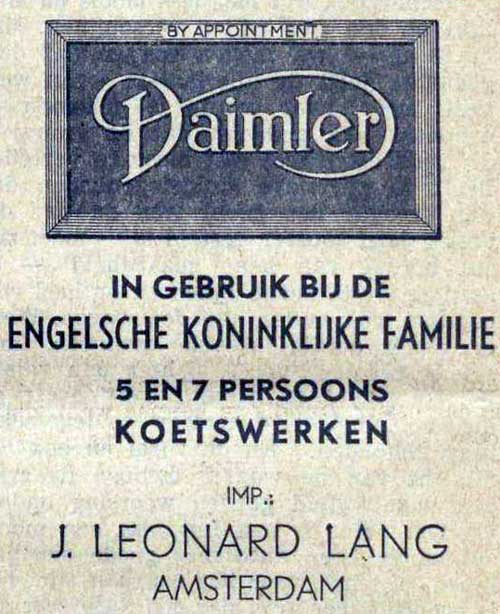 BY APPOINTMENT
Daimler
IN GEBRUIK BIJ DE
ENGELSCHE KONINKLIJKE FAMILIE
5 EN 7 PERSOONS
KOETSWERKEN
IMP.:
J. LEONARD LANG
AMSTERDAM